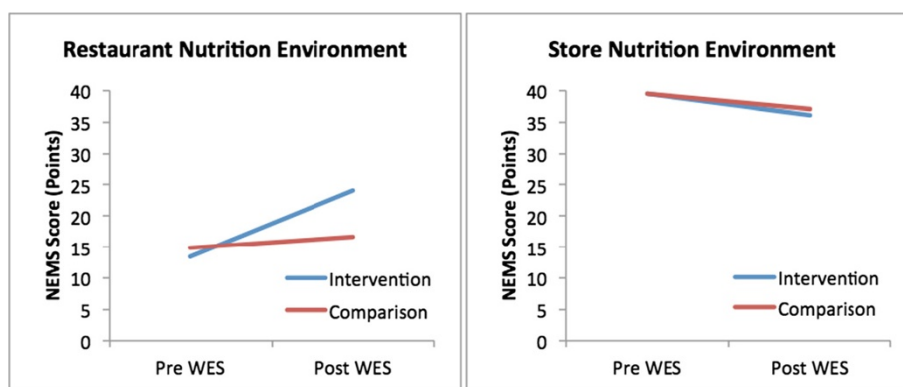 Restaurant Nutrition Environment
NEMS Score (Points)
40
35
30
25
20
15
10
5
0
Intervention
Comparison
Pre WES
Post WES
Store Nutrition Environment
NEMS Score (Points)
40
35
30
25
20
15
10
5
0
Intervention
Comparison
Pre WES
Post WES